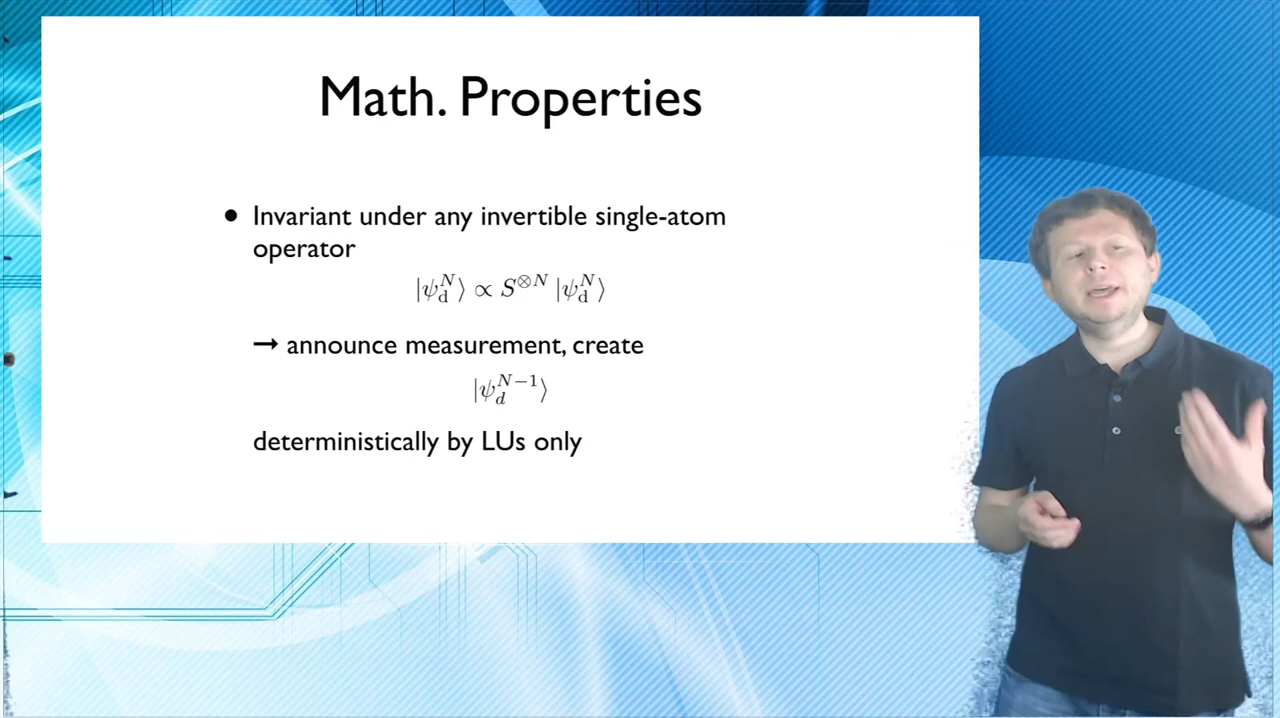 Math. Properties
• Invariant under any invertible single-atom
operator
|ψ_d^N⟩ ∝ S^{⊗N} |ψ_d^N⟩
→ announce measurement, create
|ψ_d^{N−1}⟩
deterministically by LUs only